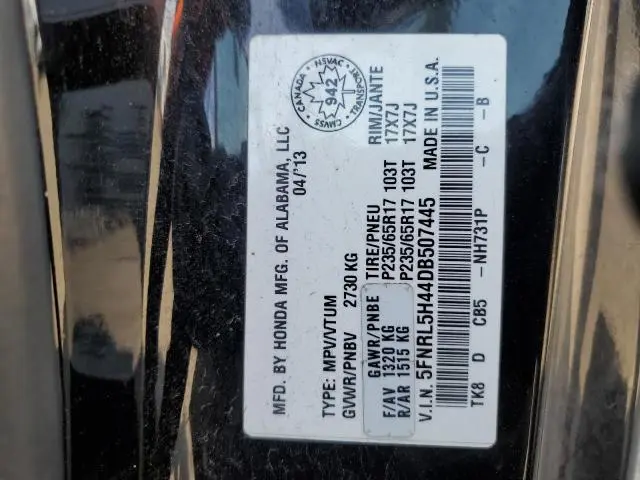 MFD. BY HONDA MFG. OF ALABAMA, LLC
04/'13
CANADA
NSVAC
942
CMVSS
TRANSPORT
TYPE: MPV/VTUM
GVWR/PNBV 2730 KG
GAWR/PNBE TIRE/PNEU RIM/JANTE
F/AV 1320 KG P235/65R17 103T 17X7J
R/AR 1515 KG P235/65R17 103T 17X7J
V.I.N. 5FNRL5H44DB507445 MADE IN U.S.A.
TK8 D CB5 -NH731P -C -B